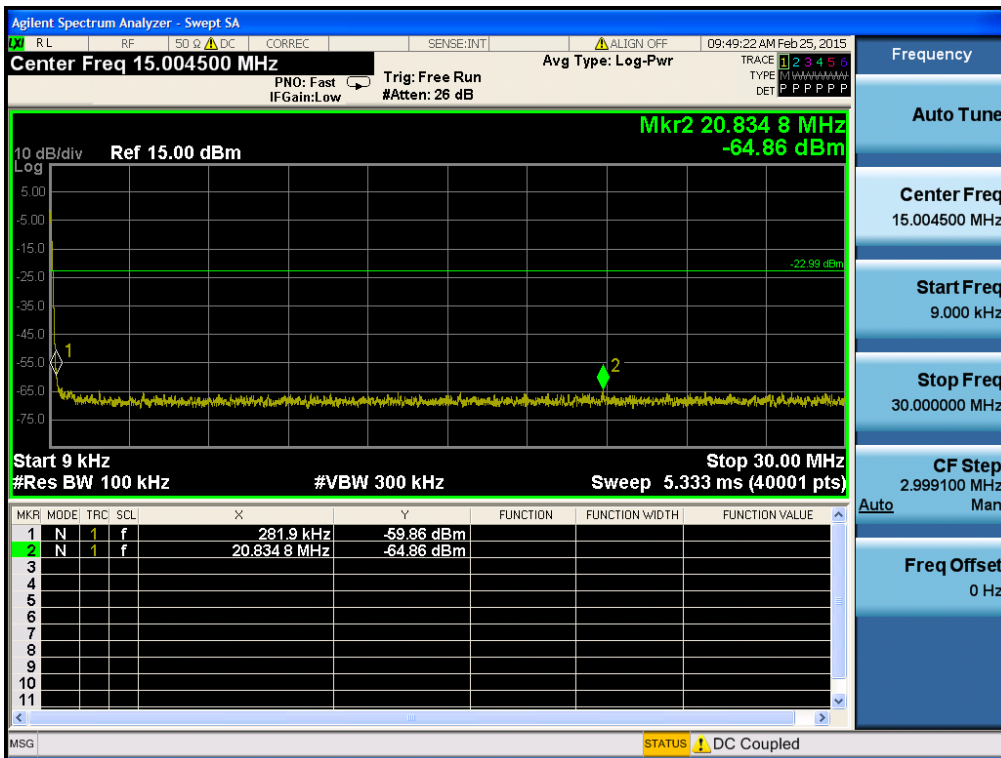 Agilent Spectrum Analyzer - Swept SA
LXI RL RF 50 Ω DC CORREC SENSE:INT ALIGN OFF 09:49:22 AM Feb 25, 2015
Center Freq 15.004500 MHz
PNO: Fast
IFGain:Low
Trig: Free Run
#Atten: 26 dB
Avg Type: Log-Pwr
TRACE 1 2 3 4 5 6
TYPE M W W W W W
DET P P P P P P
Mkr2 20.834 8 MHz
-64.86 dBm
10 dB/div Ref 15.00 dBm
Log
5.00
-5.00
-15.0
-22.99 dBm
-25.0
-35.0
-45.0
-55.0
-65.0
-75.0
1
2
Start 9 kHz Stop 30.00 MHz
#Res BW 100 kHz #VBW 300 kHz Sweep 5.333 ms (40001 pts)
MKR MODE TRC SCL X Y FUNCTION FUNCTION WIDTH FUNCTION VALUE
1 N 1 f 281.9 kHz -59.86 dBm
2 N 1 f 20.834 8 MHz -64.86 dBm
3
4
5
6
7
8
9
10
11
MSG STATUS DC Coupled
Frequency
Auto Tune
Center Freq
15.004500 MHz
Start Freq
9.000 kHz
Stop Freq
30.000000 MHz
CF Step
2.999100 MHz
Auto Man
Freq Offset
0 Hz